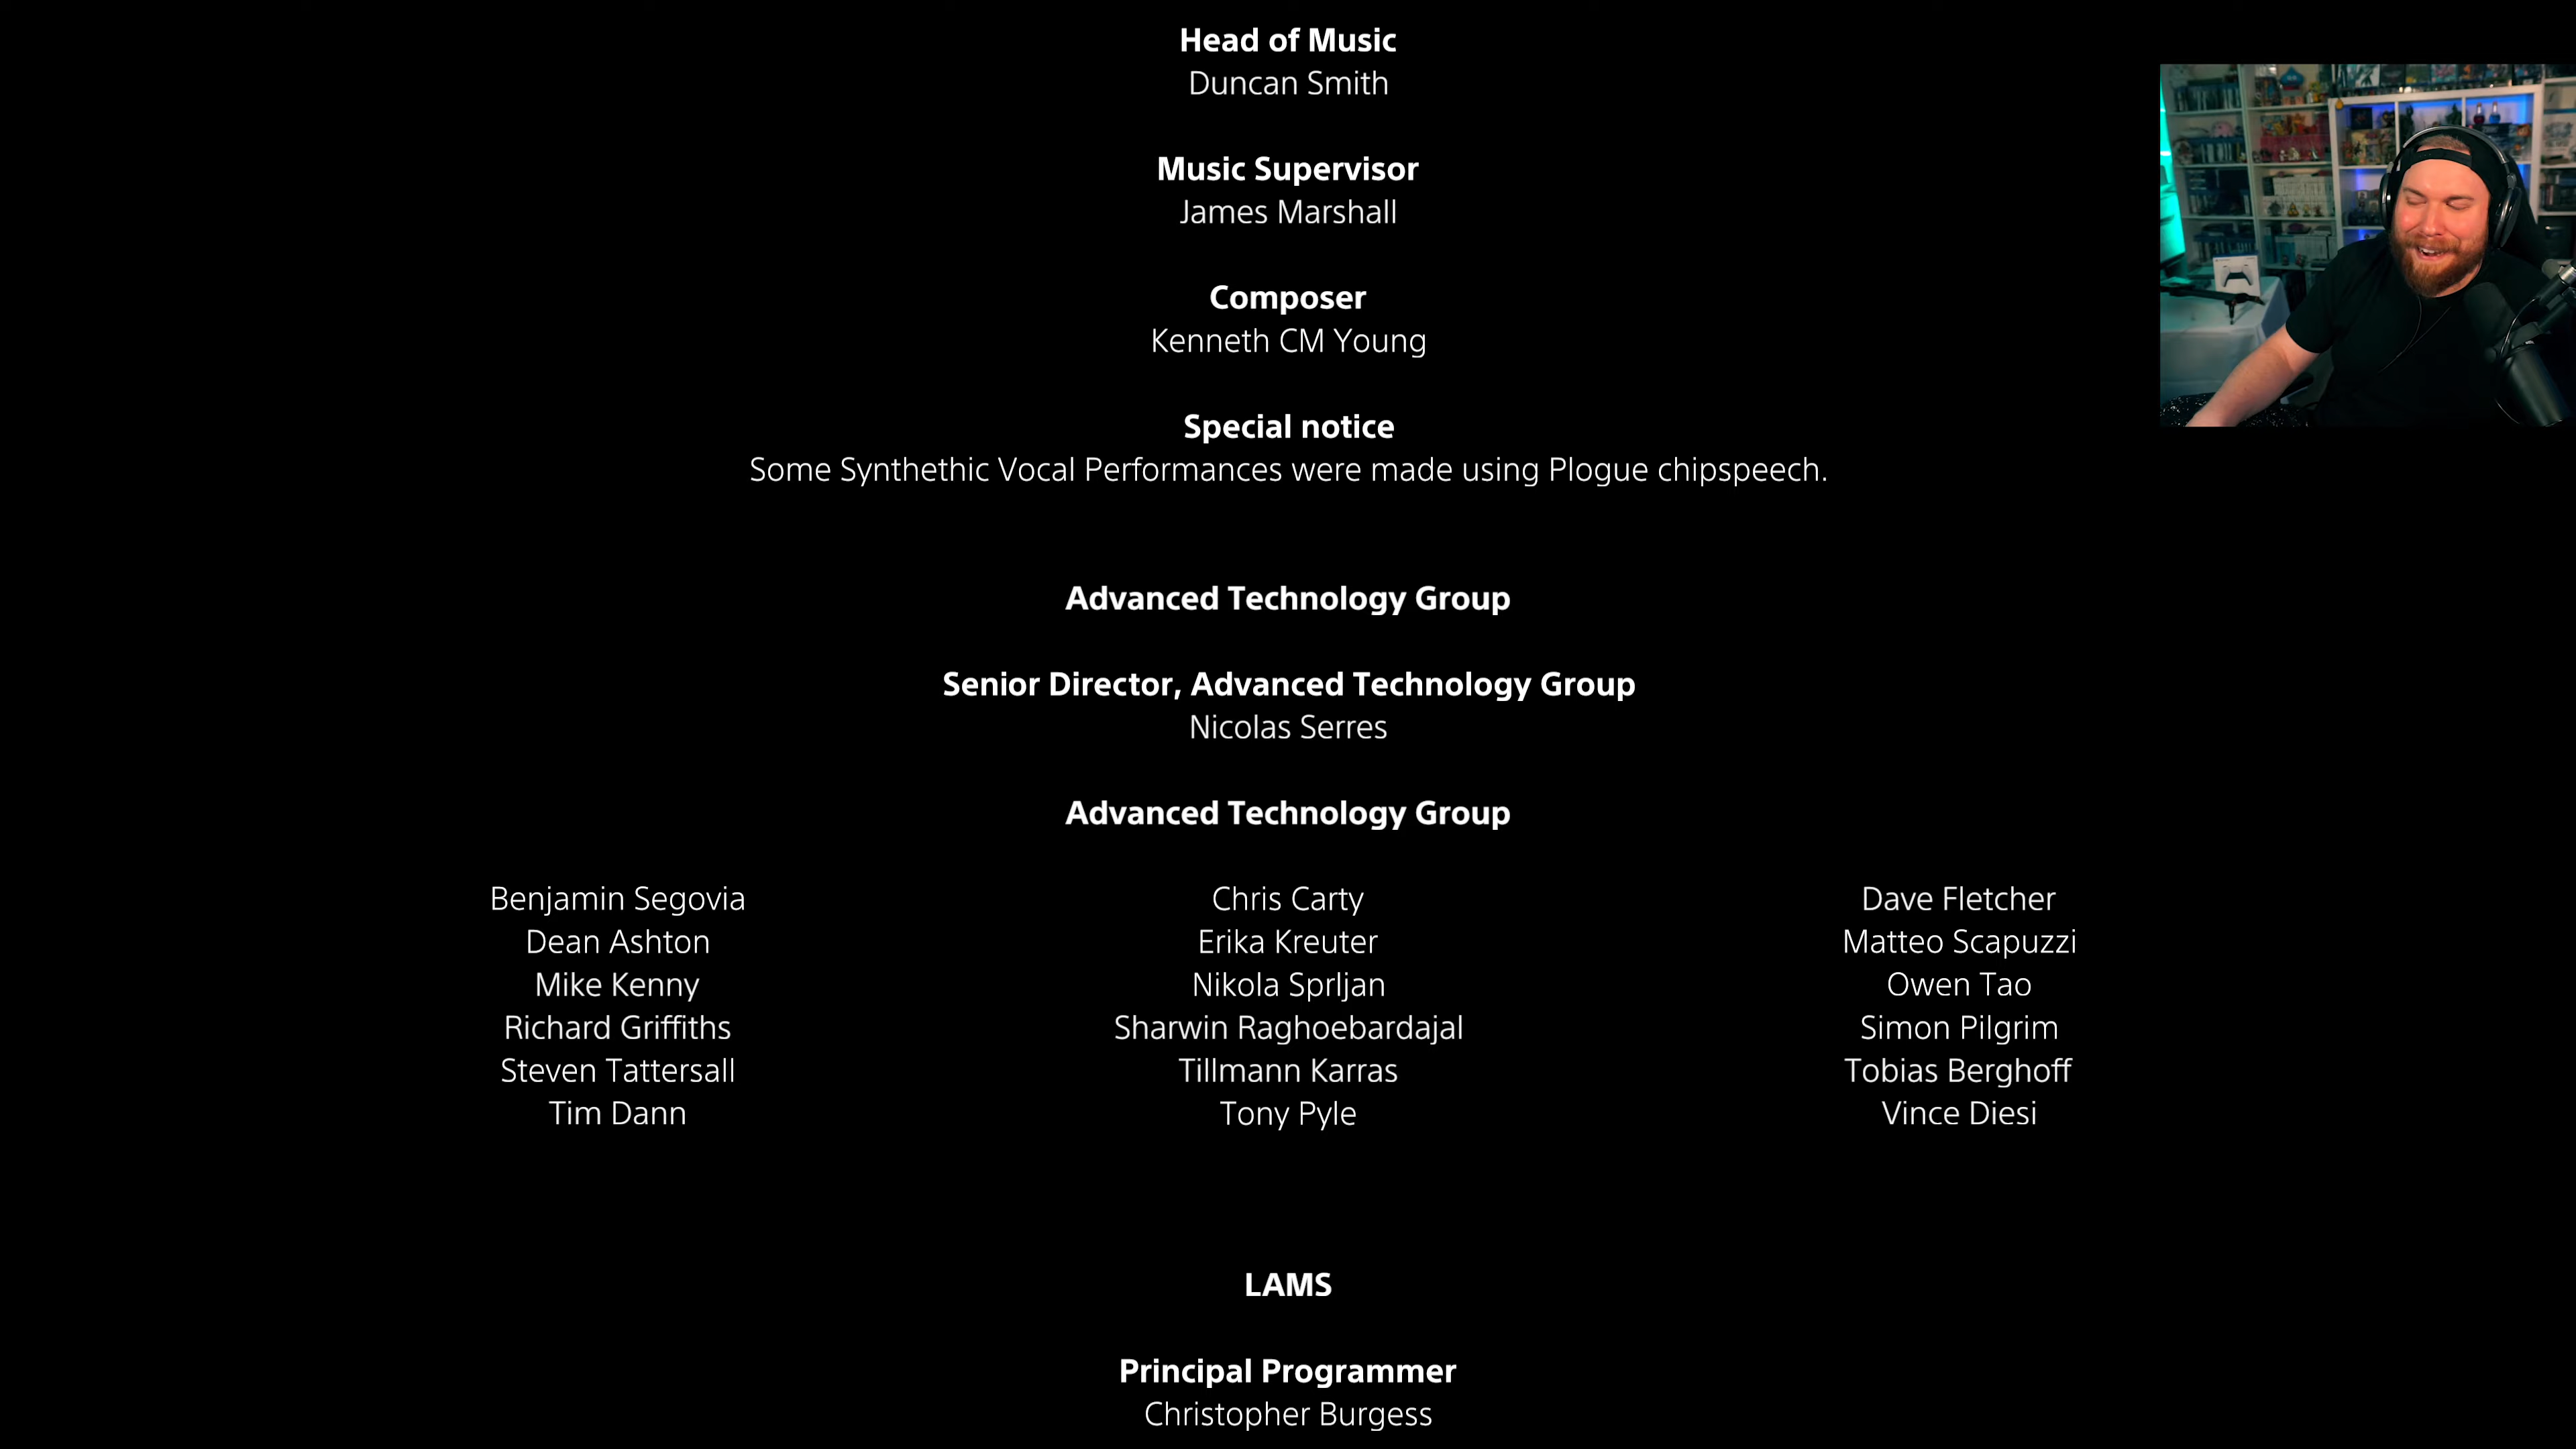 Head of Music
Duncan Smith
Music Supervisor
James Marshall
Composer
Kenneth CM Young
Special notice
Some Synthethic Vocal Performances were made using Plogue chipspeech.
Advanced Technology Group
Senior Director, Advanced Technology Group
Nicolas Serres
Advanced Technology Group
Benjamin Segovia Chris Carty Dave Fletcher
Dean Ashton Erika Kreuter Matteo Scapuzzi
Mike Kenny Nikola Sprljan Owen Tao
Richard Griffiths Sharwin Raghoebardajal Simon Pilgrim
Steven Tattersall Tillmann Karras Tobias Berghoff
Tim Dann Tony Pyle Vince Diesi
LAMS
Principal Programmer
Christopher Burgess